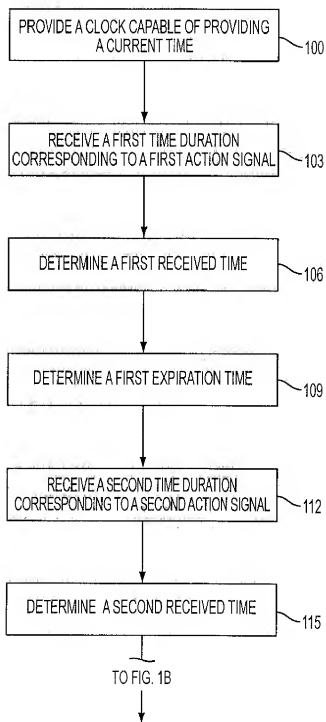 PROVIDE A CLOCK CAPABLE OF PROVIDING
A CURRENT TIME
100
RECEIVE A FIRST TIME DURATION
CORRESPONDING TO A FIRST ACTION SIGNAL
103
DETERMINE A FIRST RECEIVED TIME
106
DETERMINE A FIRST EXPIRATION TIME
109
RECEIVE A SECOND TIME DURATION
CORRESPONDING TO A SECOND ACTION SIGNAL
112
DETERMINE A SECOND RECEIVED TIME
115
TO FIG. 1B